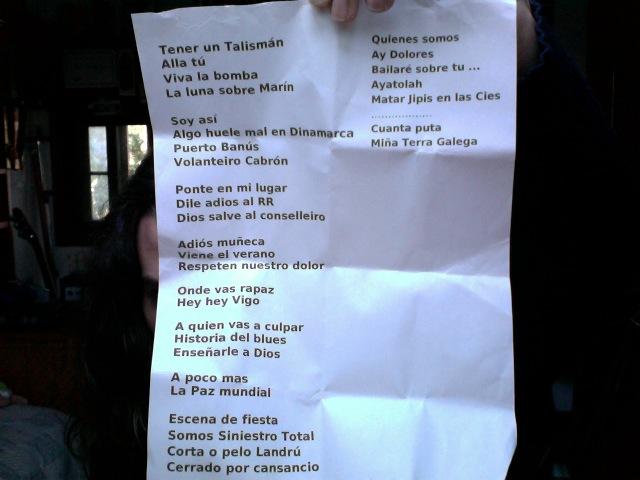 Tener un Talismán
Alla tú
Viva la bomba
La luna sobre Marín
Soy así
Algo huele mal en Dinamarca
Puerto Banús
Volanteiro Cabrón
Ponte en mi lugar
Dile adios al RR
Dios salve al conselleiro
Adiós muñeca
Viene el verano
Respeten nuestro dolor
Onde vas rapaz
Hey hey Vigo
A quien vas a culpar
Historia del blues
Enseñarle a Dios
A poco mas
La Paz mundial
Escena de fiesta
Somos Siniestro Total
Corta o pelo Landrú
Cerrado por cansancio
Quienes somos
Ay Dolores
Bailaré sobre tu ...
Ayatolah
Matar Jipis en las Cies
...................
Cuanta puta
Miña Terra Galega